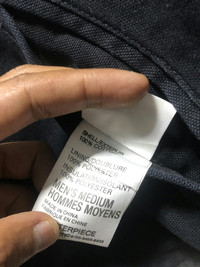 SHELL/EXTERIEUR
100% COTTON
LINING/DOUBLURE
100% POLYESTER
INSULATION/ISOLANT
100% POLYESTER
MEN'S MEDIUM
HOMMES MOYENS
MADE IN CHINA
FABRIQUE EN CHINE